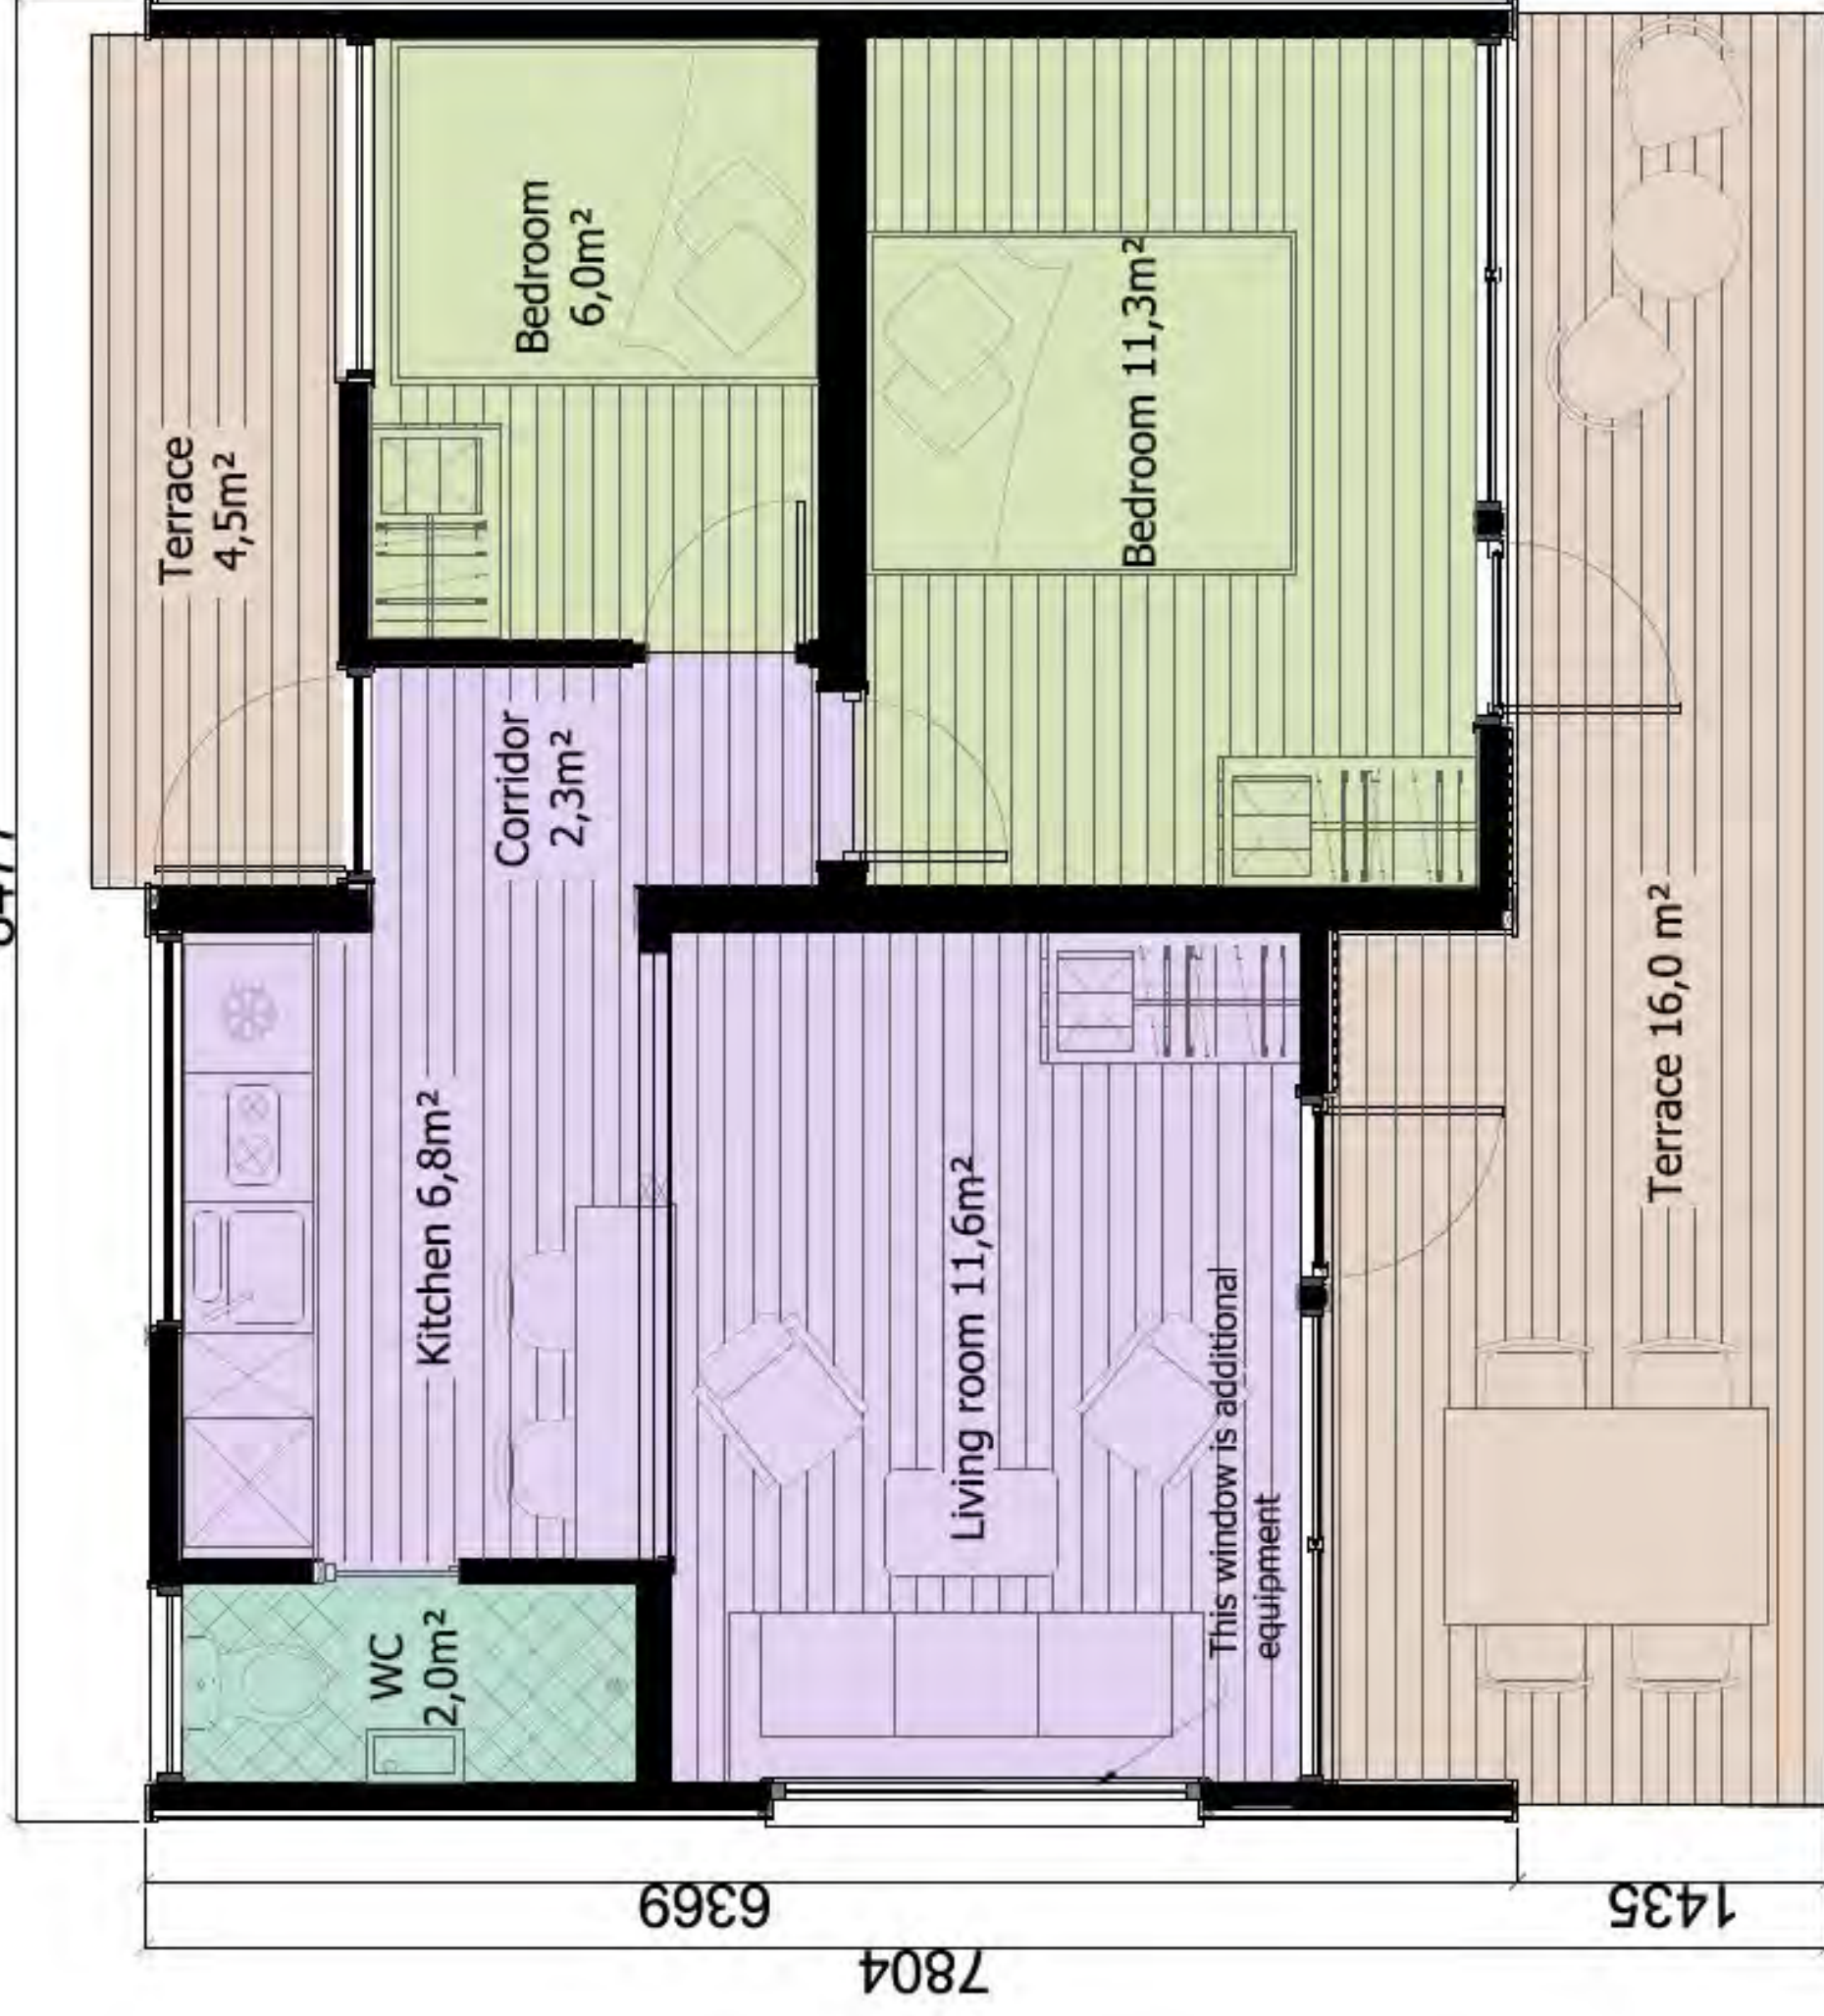 Terrace
4,5m²
Bedroom
6,0m²
Bedroom 11,3m²
Corridor
2,3m²
Kitchen 6,8m²
Living room 11,6m²
This window is additional
equipment
WC
2,0m²
Terrace 16,0 m²
6369
1435
7804